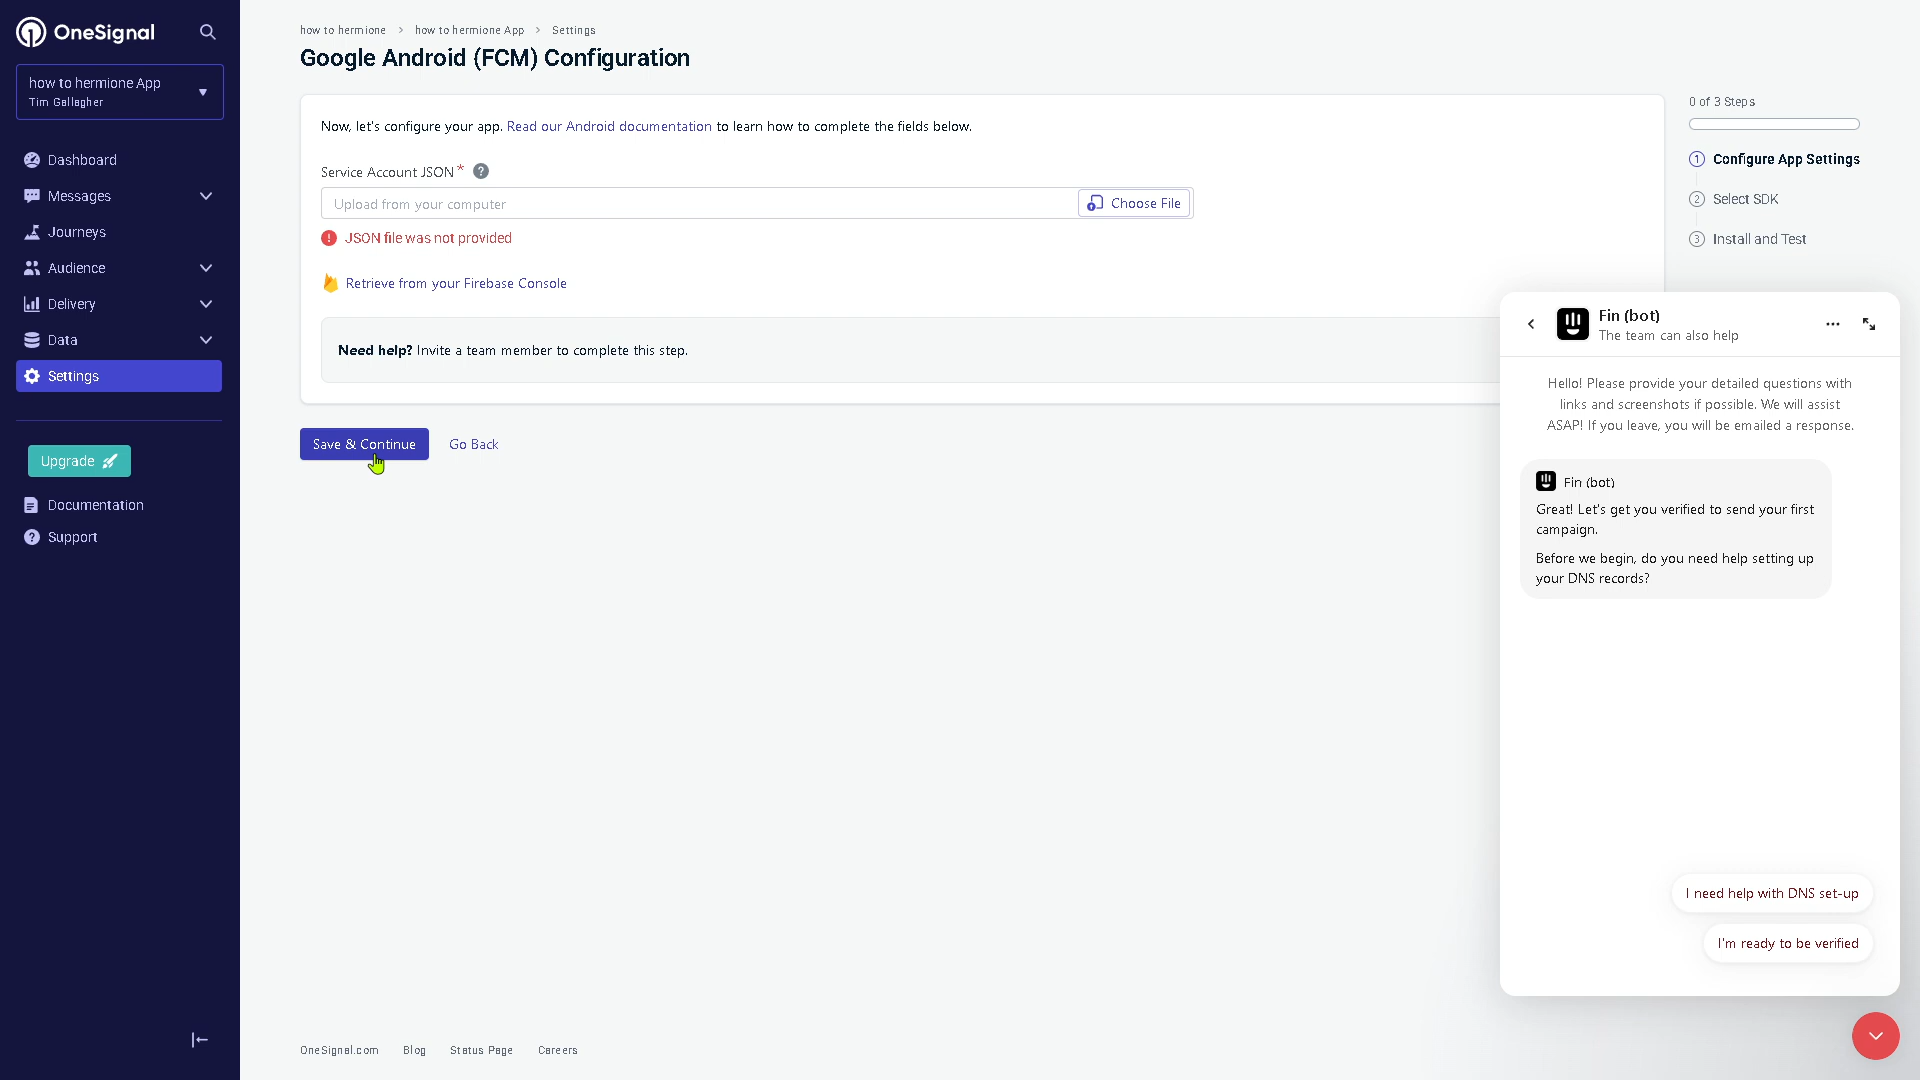 OneSignal
how to hermione App
Tim Gallagher
Dashboard
Messages
Journeys
Audience
Delivery
Data
Settings
Upgrade
Documentation
Support
how to hermione > how to hermione App > Settings
Google Android (FCM) Configuration
Now, let's configure your app. Read our Android documentation to learn how to complete the fields below.
Service Account JSON * ?
Upload from your computer
Choose File
JSON file was not provided
Retrieve from your Firebase Console
Need help? Invite a team member to complete this step.
Save & Continue
Go Back
0 of 3 Steps
1 Configure App Settings
2 Select SDK
3 Install and Test
Fin (bot)
The team can also help
Hello! Please provide your detailed questions with
links and screenshots if possible. We will assist
ASAP! If you leave, you will be emailed a response.
Fin (bot)
Great! Let's get you verified to send your first
campaign.
Before we begin, do you need help setting up
your DNS records?
I need help with DNS set-up
I'm ready to be verified
OneSignal.com
Blog
Status Page
Careers